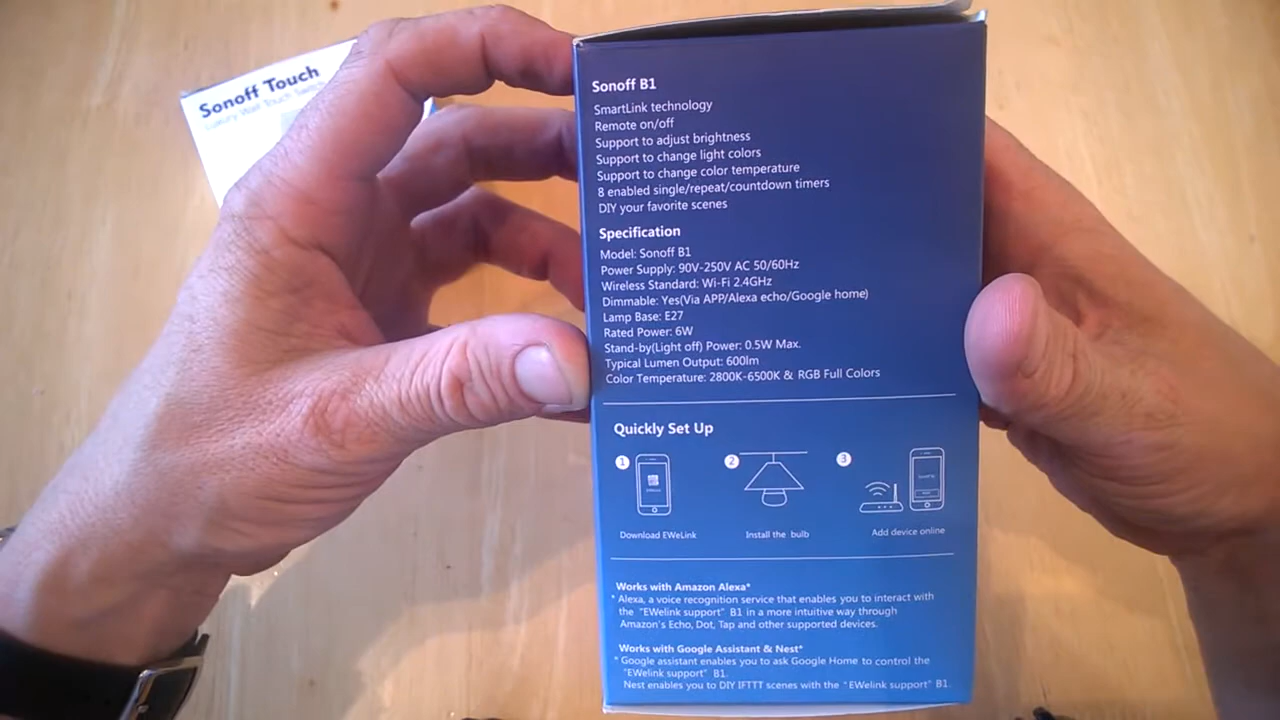 Sonoff Touch
Luxury Wall Touch Switch
Sonoff B1
SmartLink technology
Remote on/off
Support to adjust brightness
Support to change light colors
Support to change color temperature
8 enabled single/repeat/countdown timers
DIY your favorite scenes
Specification
Model: Sonoff B1
Power Supply: 90V-250V AC 50/60Hz
Wireless Standard: Wi-Fi 2.4GHz
Dimmable: Yes(Via APP/Alexa echo/Google home)
Lamp Base: E27
Rated Power: 6W
Stand-by(Light off) Power: 0.5W Max.
Typical Lumen Output: 600lm
Color Temperature: 2800K-6500K & RGB Full Colors
Quickly Set Up
1 2 3
Download EWeLink Install the bulb Add device online
Works with Amazon Alexa*
* Alexa, a voice recognition service that enables you to interact with
the "EWelink support" B1 in a more intuitive way through
Amazon's Echo, Dot, Tap and other supported devices.
Works with Google Assistant & Nest*
* Google assistant enables you to ask Google Home to control the
"EWelink support" B1.
Nest enables you to DIY IFTTT scenes with the "EWelink support" B1.